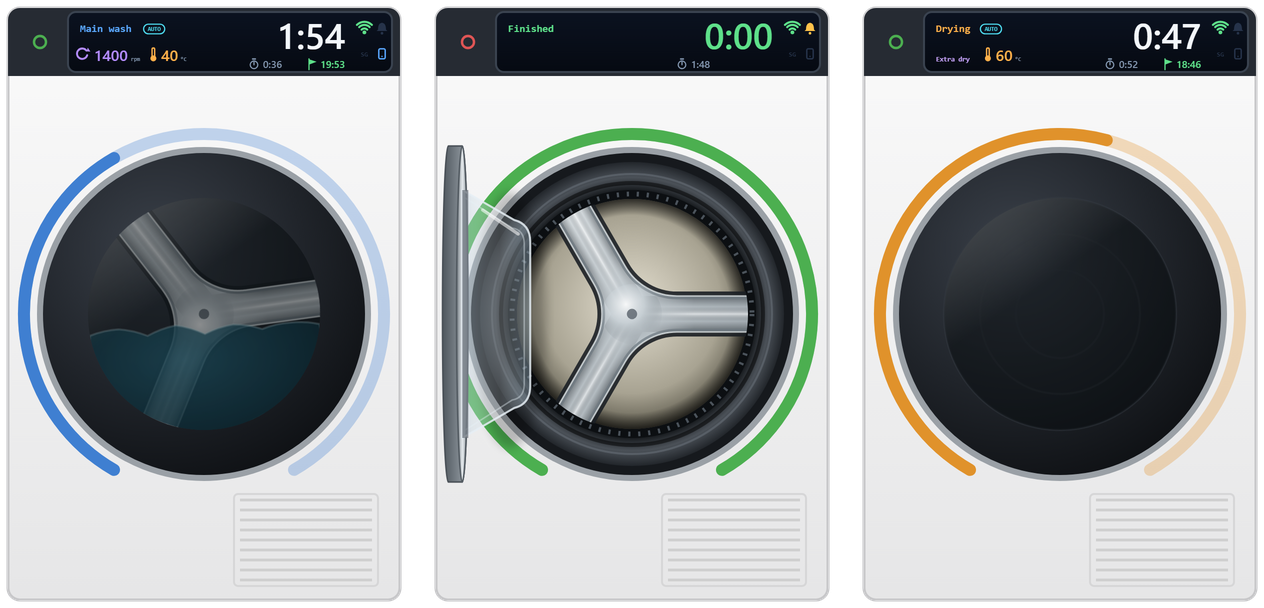 Main wash AUTO 1:54
1400 rpm 40 °C
0:36 19:53
Finished 0:00
5G
1:48
Drying AUTO 0:47
Extra dry 60 °C
0:52 18:46